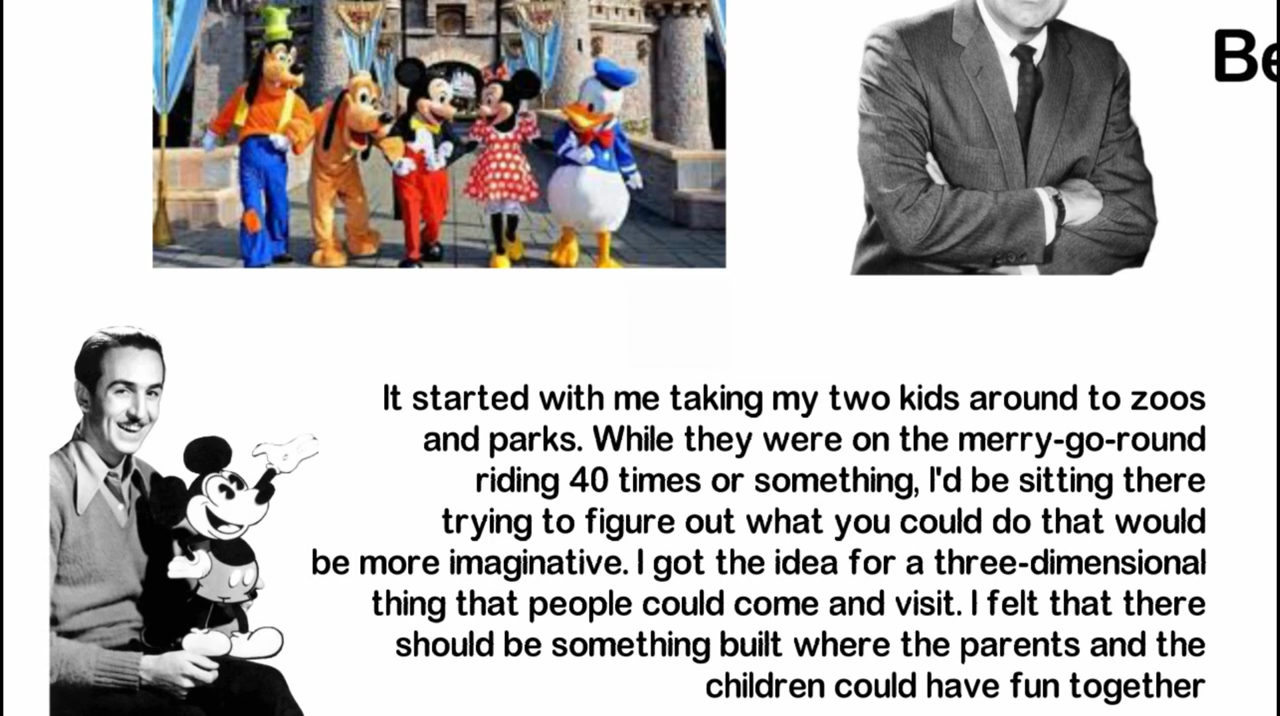 Be
It started with me taking my two kids around to zoos
and parks. While they were on the merry-go-round
riding 40 times or something, I'd be sitting there
trying to figure out what you could do that would
be more imaginative. I got the idea for a three-dimensional
thing that people could come and visit. I felt that there
should be something built where the parents and the
children could have fun together